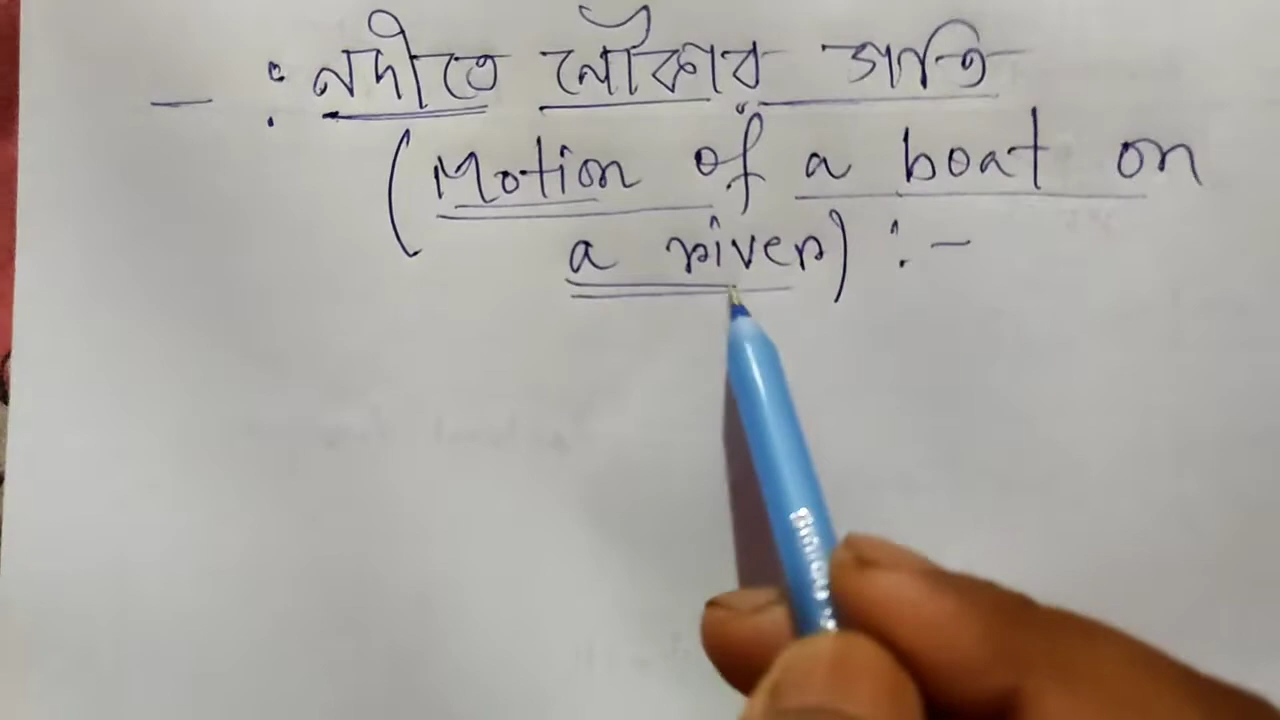 — : নদীতে নৌকার গতি
(Motion of a boat on
a river) :-